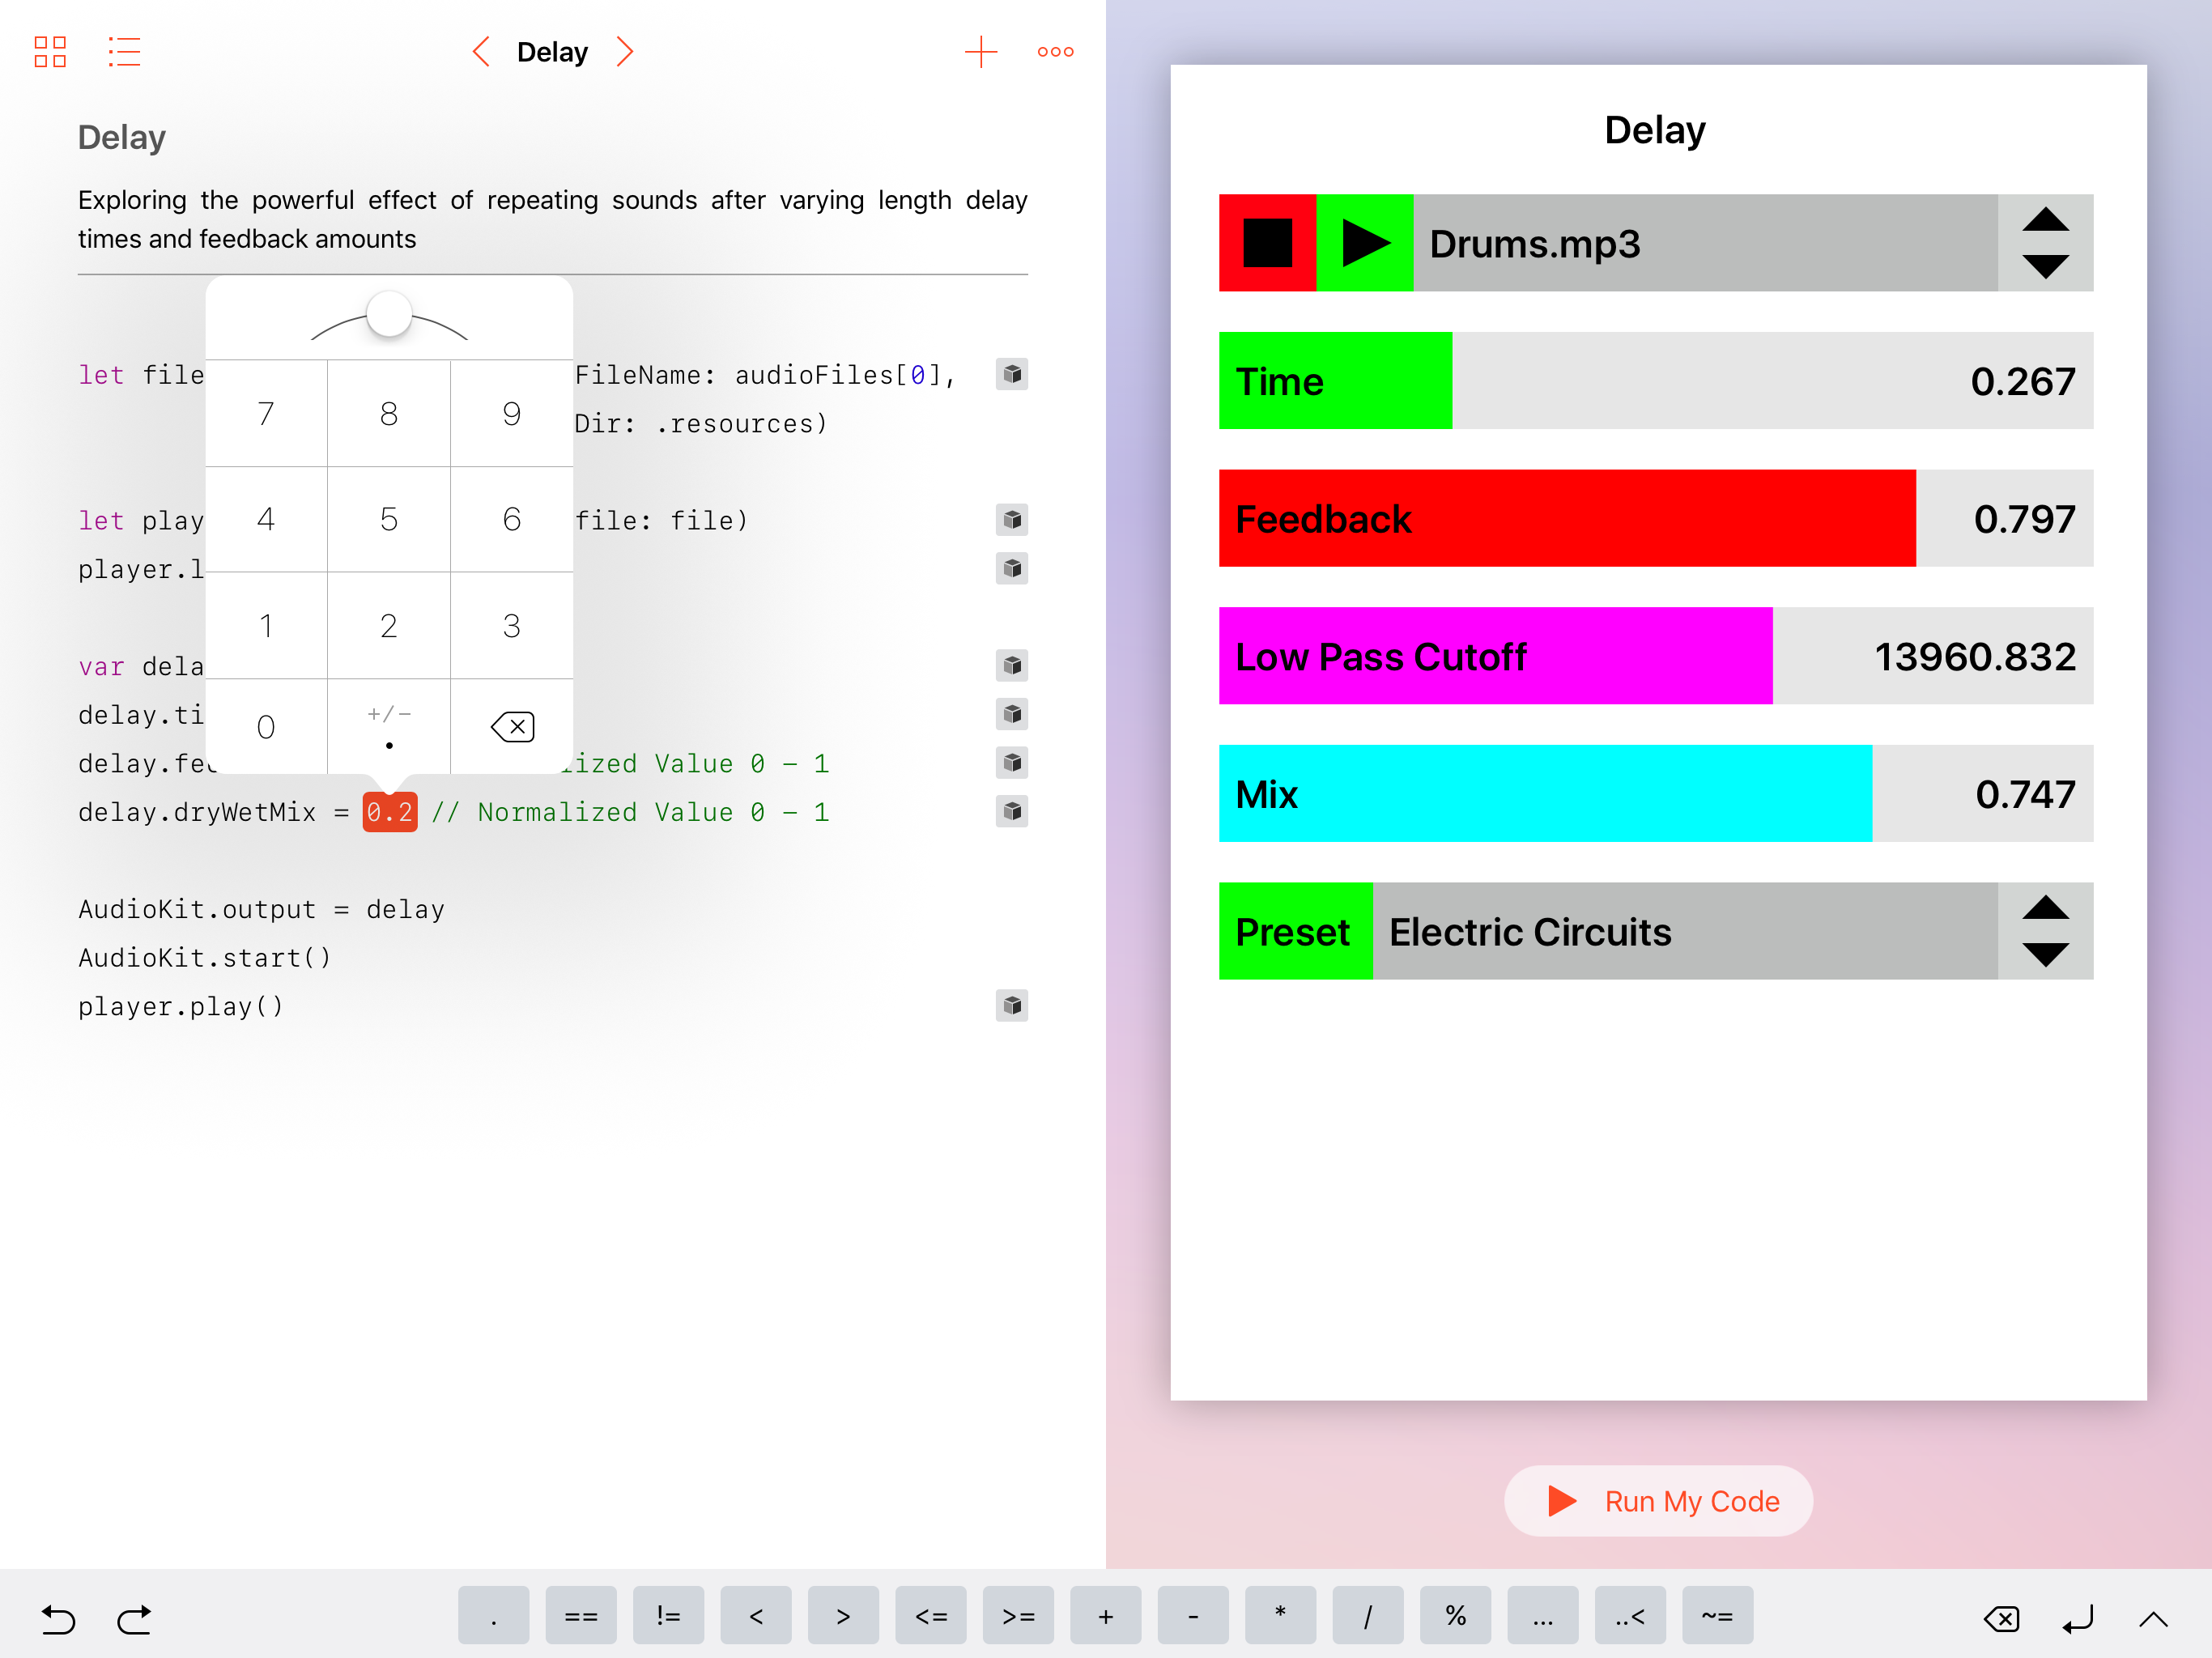 Delay
Delay
Exploring the powerful effect of repeating sounds after varying length delay
times and feedback amounts
let file FileName: audioFiles[0],
Dir: .resources)
let play file: file)
player.l
var dela
delay.ti
delay.fe lized Value 0 – 1
delay.dryWetMix = 0.2 // Normalized Value 0 – 1
AudioKit.output = delay
AudioKit.start()
player.play()
7 8 9
4 5 6
1 2 3
0 +/− .
Delay
Drums.mp3
Time 0.267
Feedback 0.797
Low Pass Cutoff 13960.832
Mix 0.747
Preset Electric Circuits
Run My Code
. == != < > <= >= + - * / % ... ..< ~=